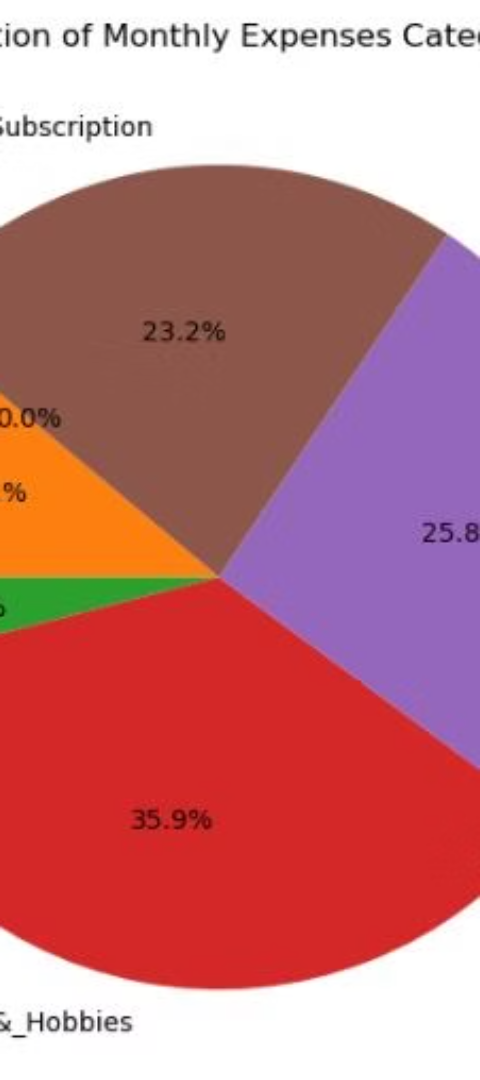 tion of Monthly Expenses Categ
Subscription
23.2%
0.0%
%
25.8
%
35.9%
&_Hobbies